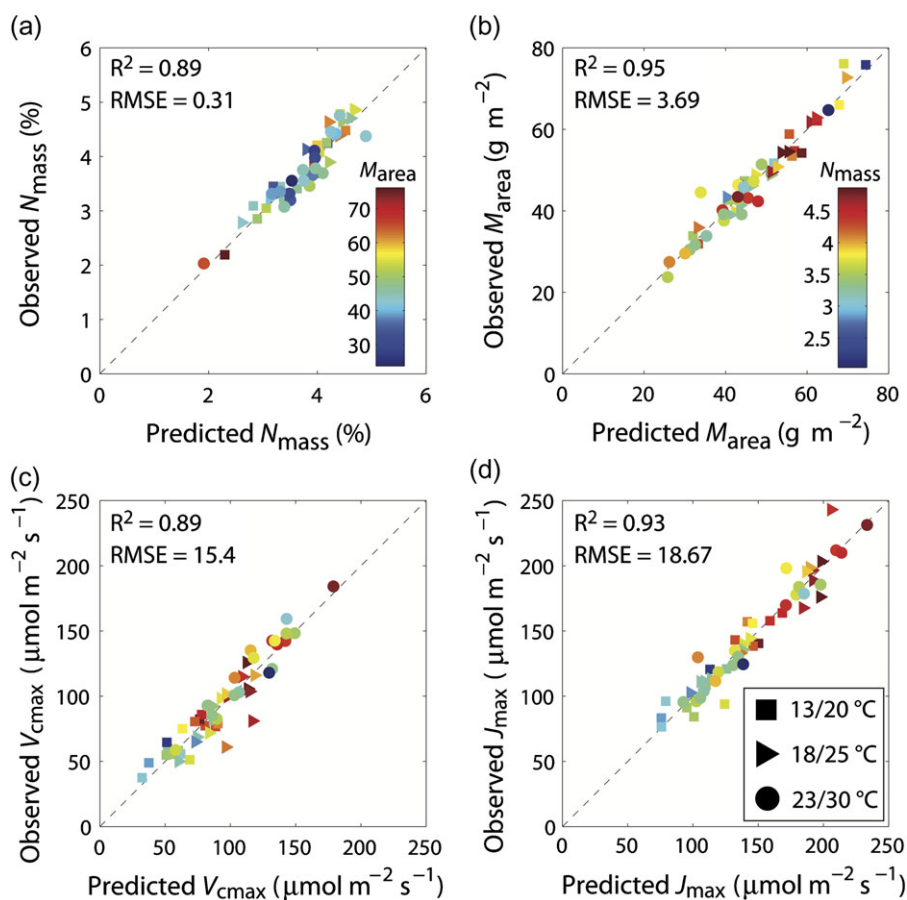 (a)
R² = 0.89
RMSE = 0.31
Observed Nmass (%)
6
5
4
3
2
1
0
Marea
70
60
50
40
30
0 2 4 6
Predicted Nmass (%)
(b)
R² = 0.95
RMSE = 3.69
Observed Marea (g m⁻²)
80
60
40
20
0
Nmass
4.5
4
3.5
3
2.5
0 20 40 60 80
Predicted Marea (g m⁻²)
(c)
R² = 0.89
RMSE = 15.4
Observed Vcmax ( µmol m⁻² s⁻¹)
250
200
150
100
50
0
0 50 100 150 200 250
Predicted Vcmax ( µmol m⁻² s⁻¹)
(d)
R² = 0.93
RMSE = 18.67
Observed Jmax ( µmol m⁻² s⁻¹)
250
200
150
100
50
0
13/20 °C
18/25 °C
23/30 °C
0 50 100 150 200 250
Predicted Jmax ( µmol m⁻² s⁻¹)